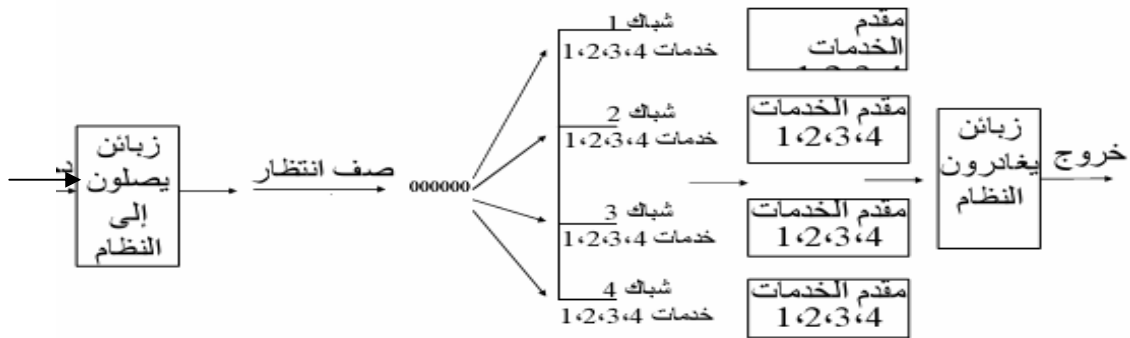 زبائن
يصلون
إلى
النظام
صف انتظار
000000
شباك 1
خدمات 1،2،3،4
شباك 2
خدمات 1،2،3،4
شباك 3
خدمات 1،2،3،4
شباك 4
خدمات 1،2،3،4
مقدم
الخدمات
مقدم الخدمات
1،2،3،4
مقدم الخدمات
1،2،3،4
مقدم الخدمات
1،2،3،4
زبائن
يغادرون
النظام
خروج